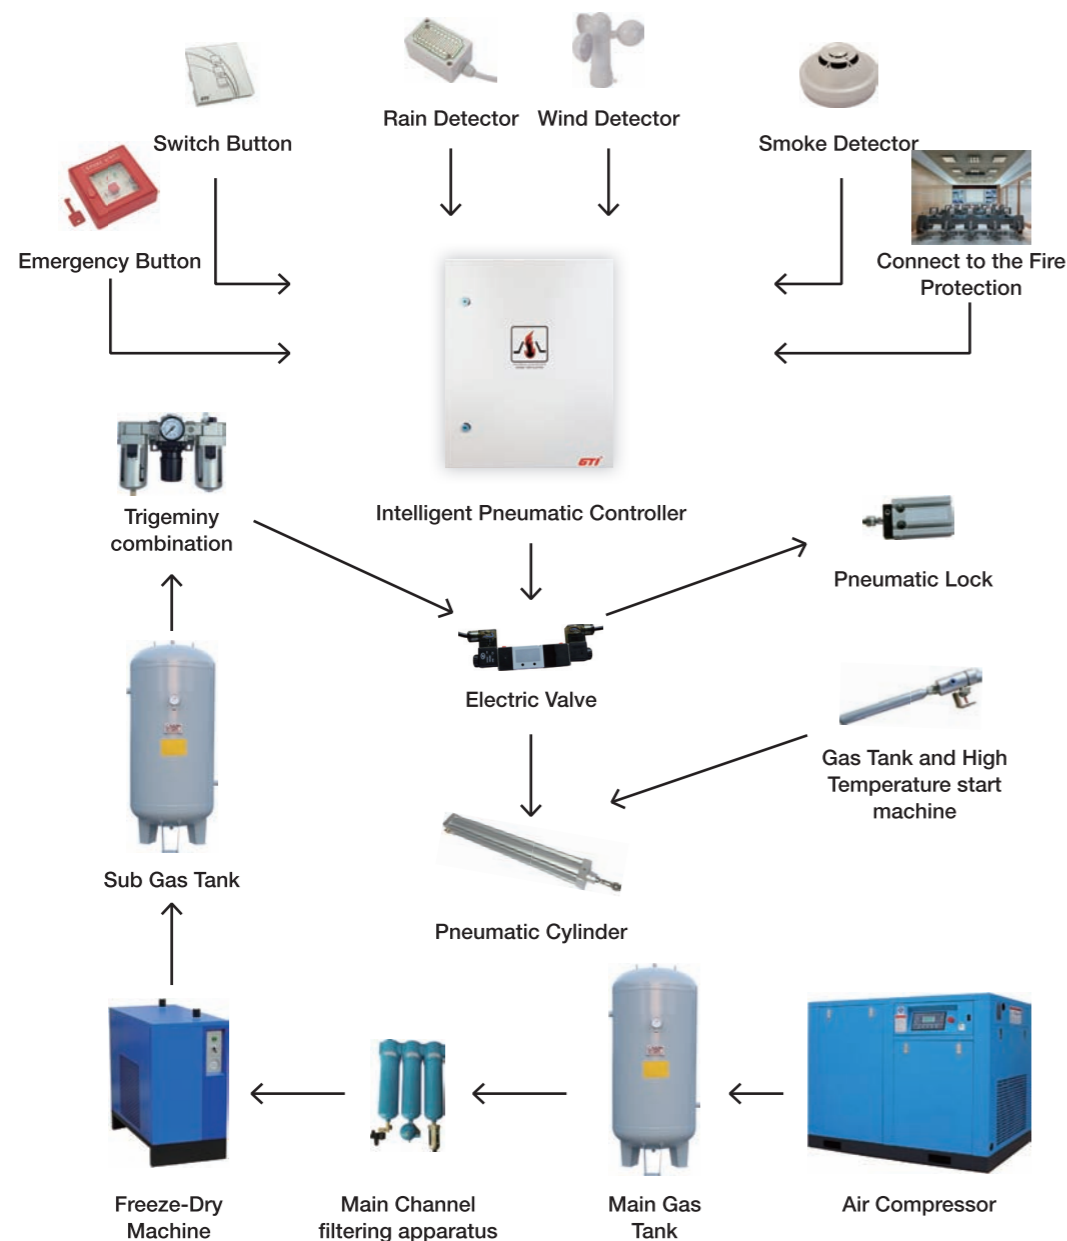 Rain Detector
Wind Detector
Switch Button
Smoke Detector
Emergency Button
Connect to the Fire
Protection
GTI
Trigeminy
combination
Intelligent Pneumatic Controller
Pneumatic Lock
Electric Valve
Gas Tank and High
Temperature start
machine
Sub Gas Tank
Pneumatic Cylinder
Freeze-Dry
Machine
Main Channel
filtering apparatus
Main Gas
Tank
Air Compressor